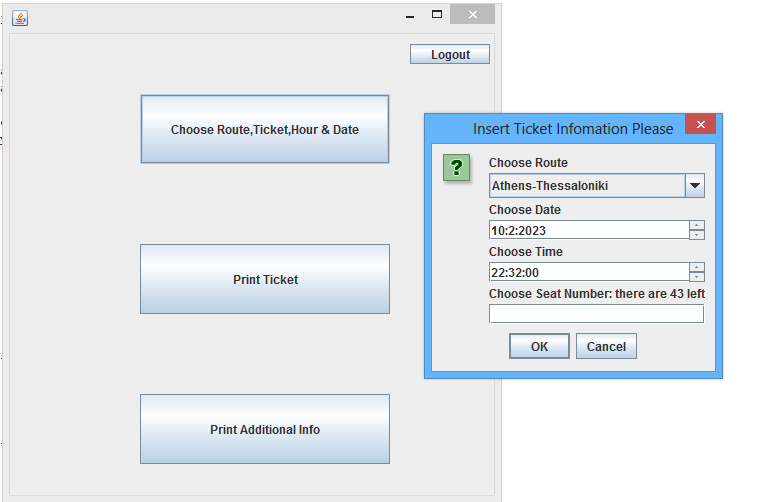 Logout
Choose Route,Ticket,Hour & Date
Print Ticket
Print Additional Info
Insert Ticket Infomation Please
?
Choose Route
Athens-Thessaloniki
Choose Date
10:2:2023
Choose Time
22:32:00
Choose Seat Number: there are 43 left
OK
Cancel